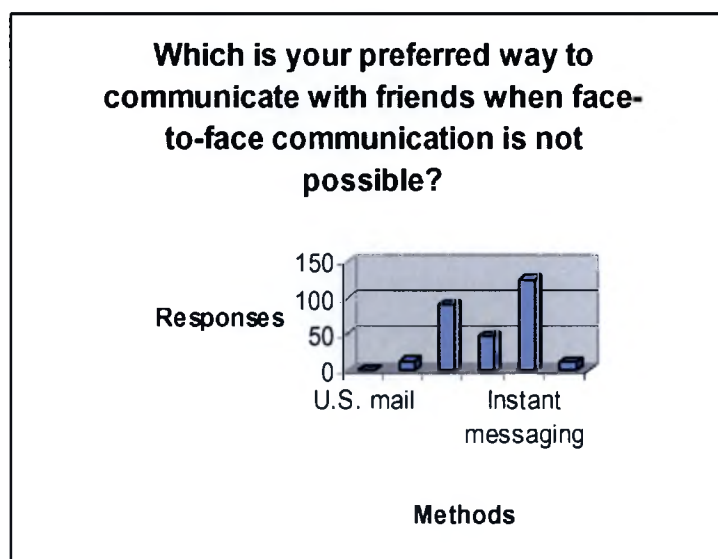 Which is your preferred way to
communicate with friends when face-
to-face communication is not
possible?
150
100
Responses
50
0
U.S. mail Instant
messaging
Methods